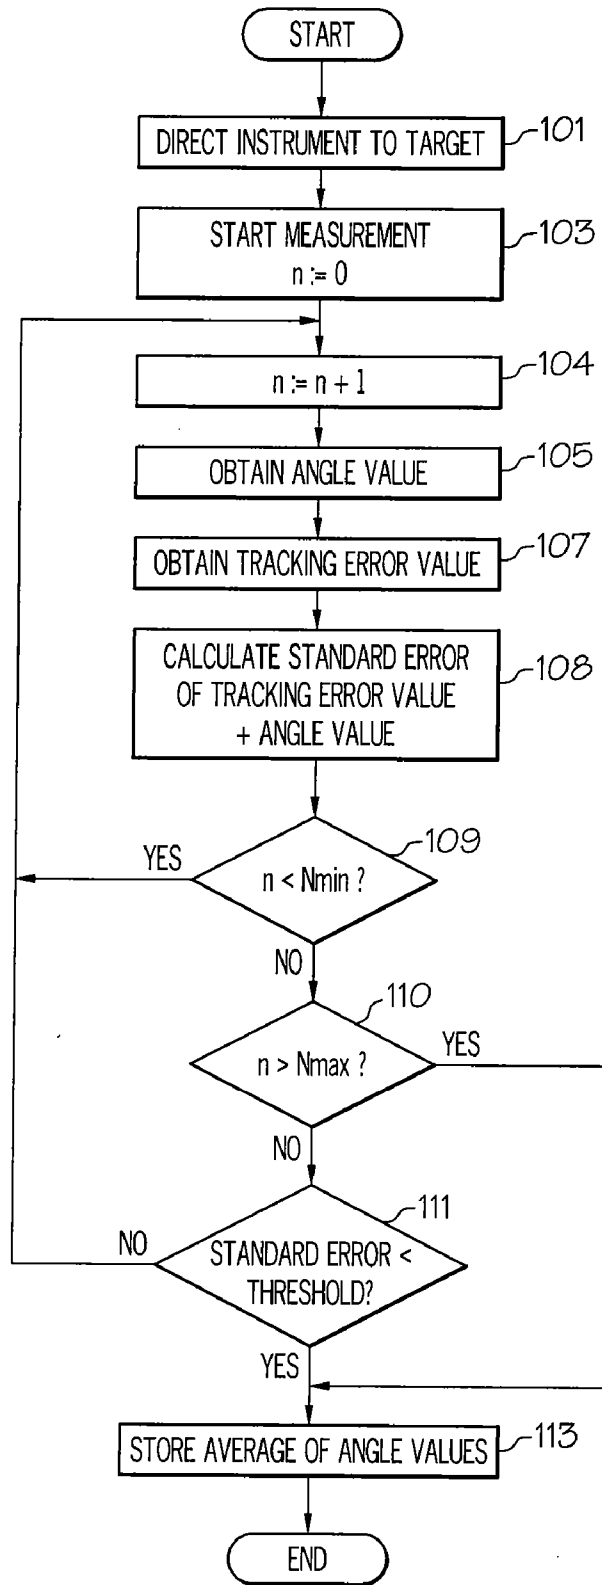 START
DIRECT INSTRUMENT TO TARGET
101
START MEASUREMENT
n := 0
103
n := n + 1
104
OBTAIN ANGLE VALUE
105
OBTAIN TRACKING ERROR VALUE
107
CALCULATE STANDARD ERROR
OF TRACKING ERROR VALUE
+ ANGLE VALUE
108
109
YES
n < Nmin ?
NO
110
n > Nmax ?
YES
NO
111
NO
STANDARD ERROR <
THRESHOLD?
YES
STORE AVERAGE OF ANGLE VALUES
113
END